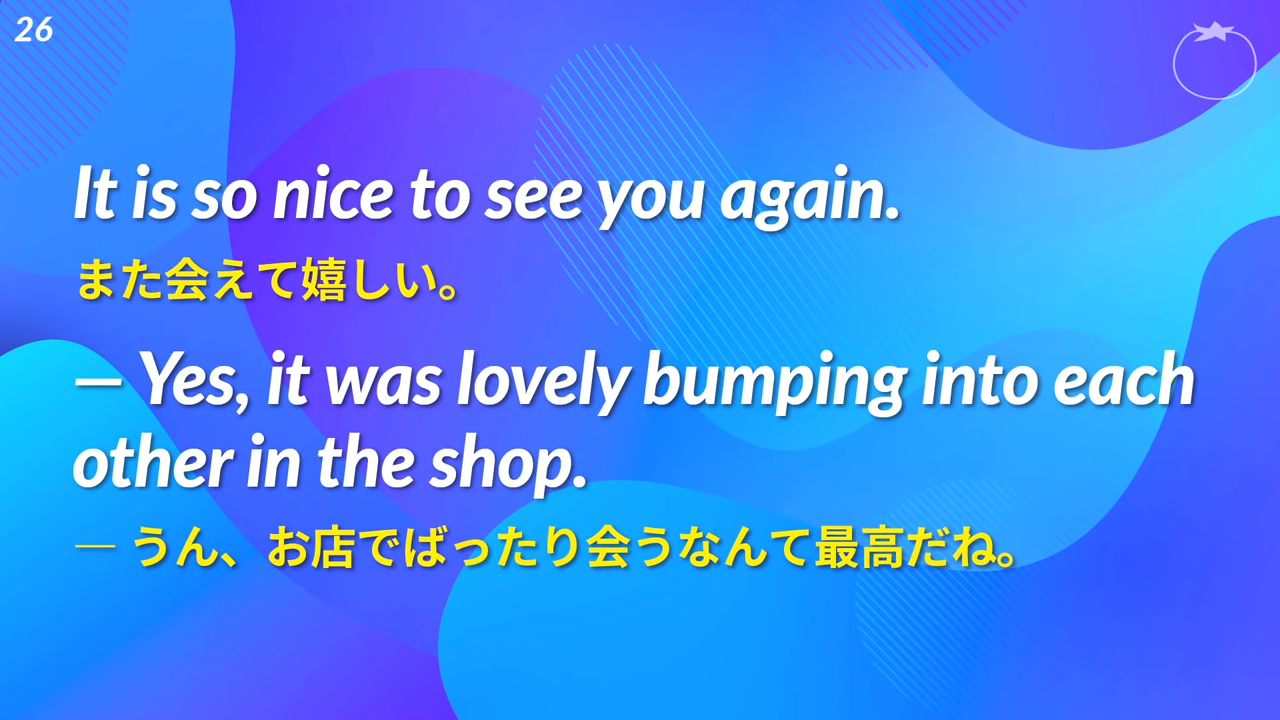 26
It is so nice to see you again.
また会えて嬉しい。
— Yes, it was lovely bumping into each
other in the shop.
— うん、お店でばったり会うなんて最高だね。